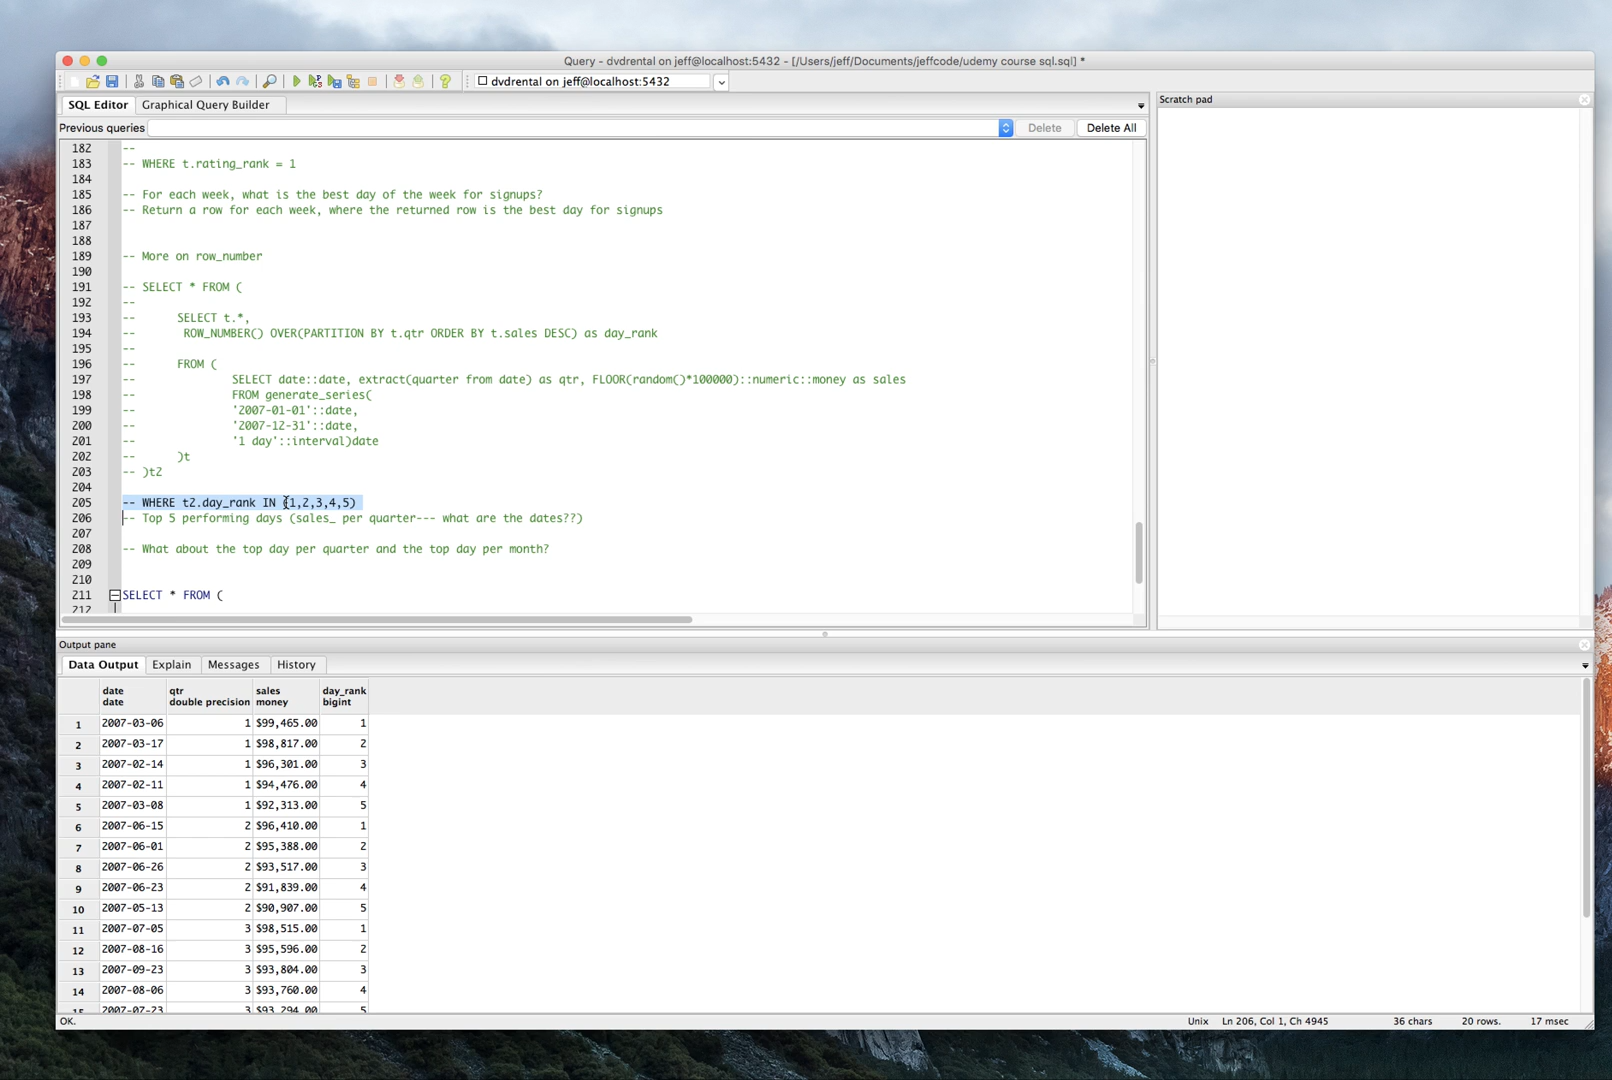 Query - dvdrental on jeff@localhost:5432 - [/Users/jeff/Documents/jeffcode/udemy course sql.sql] *
dvdrental on jeff@localhost:5432
SQL Editor Graphical Query Builder
Scratch pad
Previous queries Delete Delete All
182 --
183 -- WHERE t.rating_rank = 1
184
185 -- For each week, what is the best day of the week for signups?
186 -- Return a row for each week, where the returned row is the best day for signups
187
188
189 -- More on row_number
190
191 -- SELECT * FROM (
192 --
193 -- SELECT t.*,
194 -- ROW_NUMBER() OVER(PARTITION BY t.qtr ORDER BY t.sales DESC) as day_rank
195 --
196 -- FROM (
197 -- SELECT date::date, extract(quarter from date) as qtr, FLOOR(random()*100000)::numeric::money as sales
198 -- FROM generate_series(
199 -- '2007-01-01'::date,
200 -- '2007-12-31'::date,
201 -- '1 day'::interval)date
202 -- )t
203 -- )t2
204
205 -- WHERE t2.day_rank IN (1,2,3,4,5)
206 -- Top 5 performing days (sales_ per quarter--- what are the dates??)
207
208 -- What about the top day per quarter and the top day per month?
209
210
211 SELECT * FROM (
212
Output pane
Data Output Explain Messages History
date qtr sales day_rank
date double precision money bigint
1 2007-03-06 1 $99,465.00 1
2 2007-03-17 1 $98,817.00 2
3 2007-02-14 1 $96,301.00 3
4 2007-02-11 1 $94,476.00 4
5 2007-03-08 1 $92,313.00 5
6 2007-06-15 2 $96,410.00 1
7 2007-06-01 2 $95,388.00 2
8 2007-06-26 2 $93,517.00 3
9 2007-06-23 2 $91,839.00 4
10 2007-05-13 2 $90,907.00 5
11 2007-07-05 3 $98,515.00 1
12 2007-08-16 3 $95,596.00 2
13 2007-09-23 3 $93,804.00 3
14 2007-08-06 3 $93,760.00 4
15 2007-07-23 3 $93,294.00 5
OK. Unix Ln 206, Col 1, Ch 4945 36 chars 20 rows. 17 msec